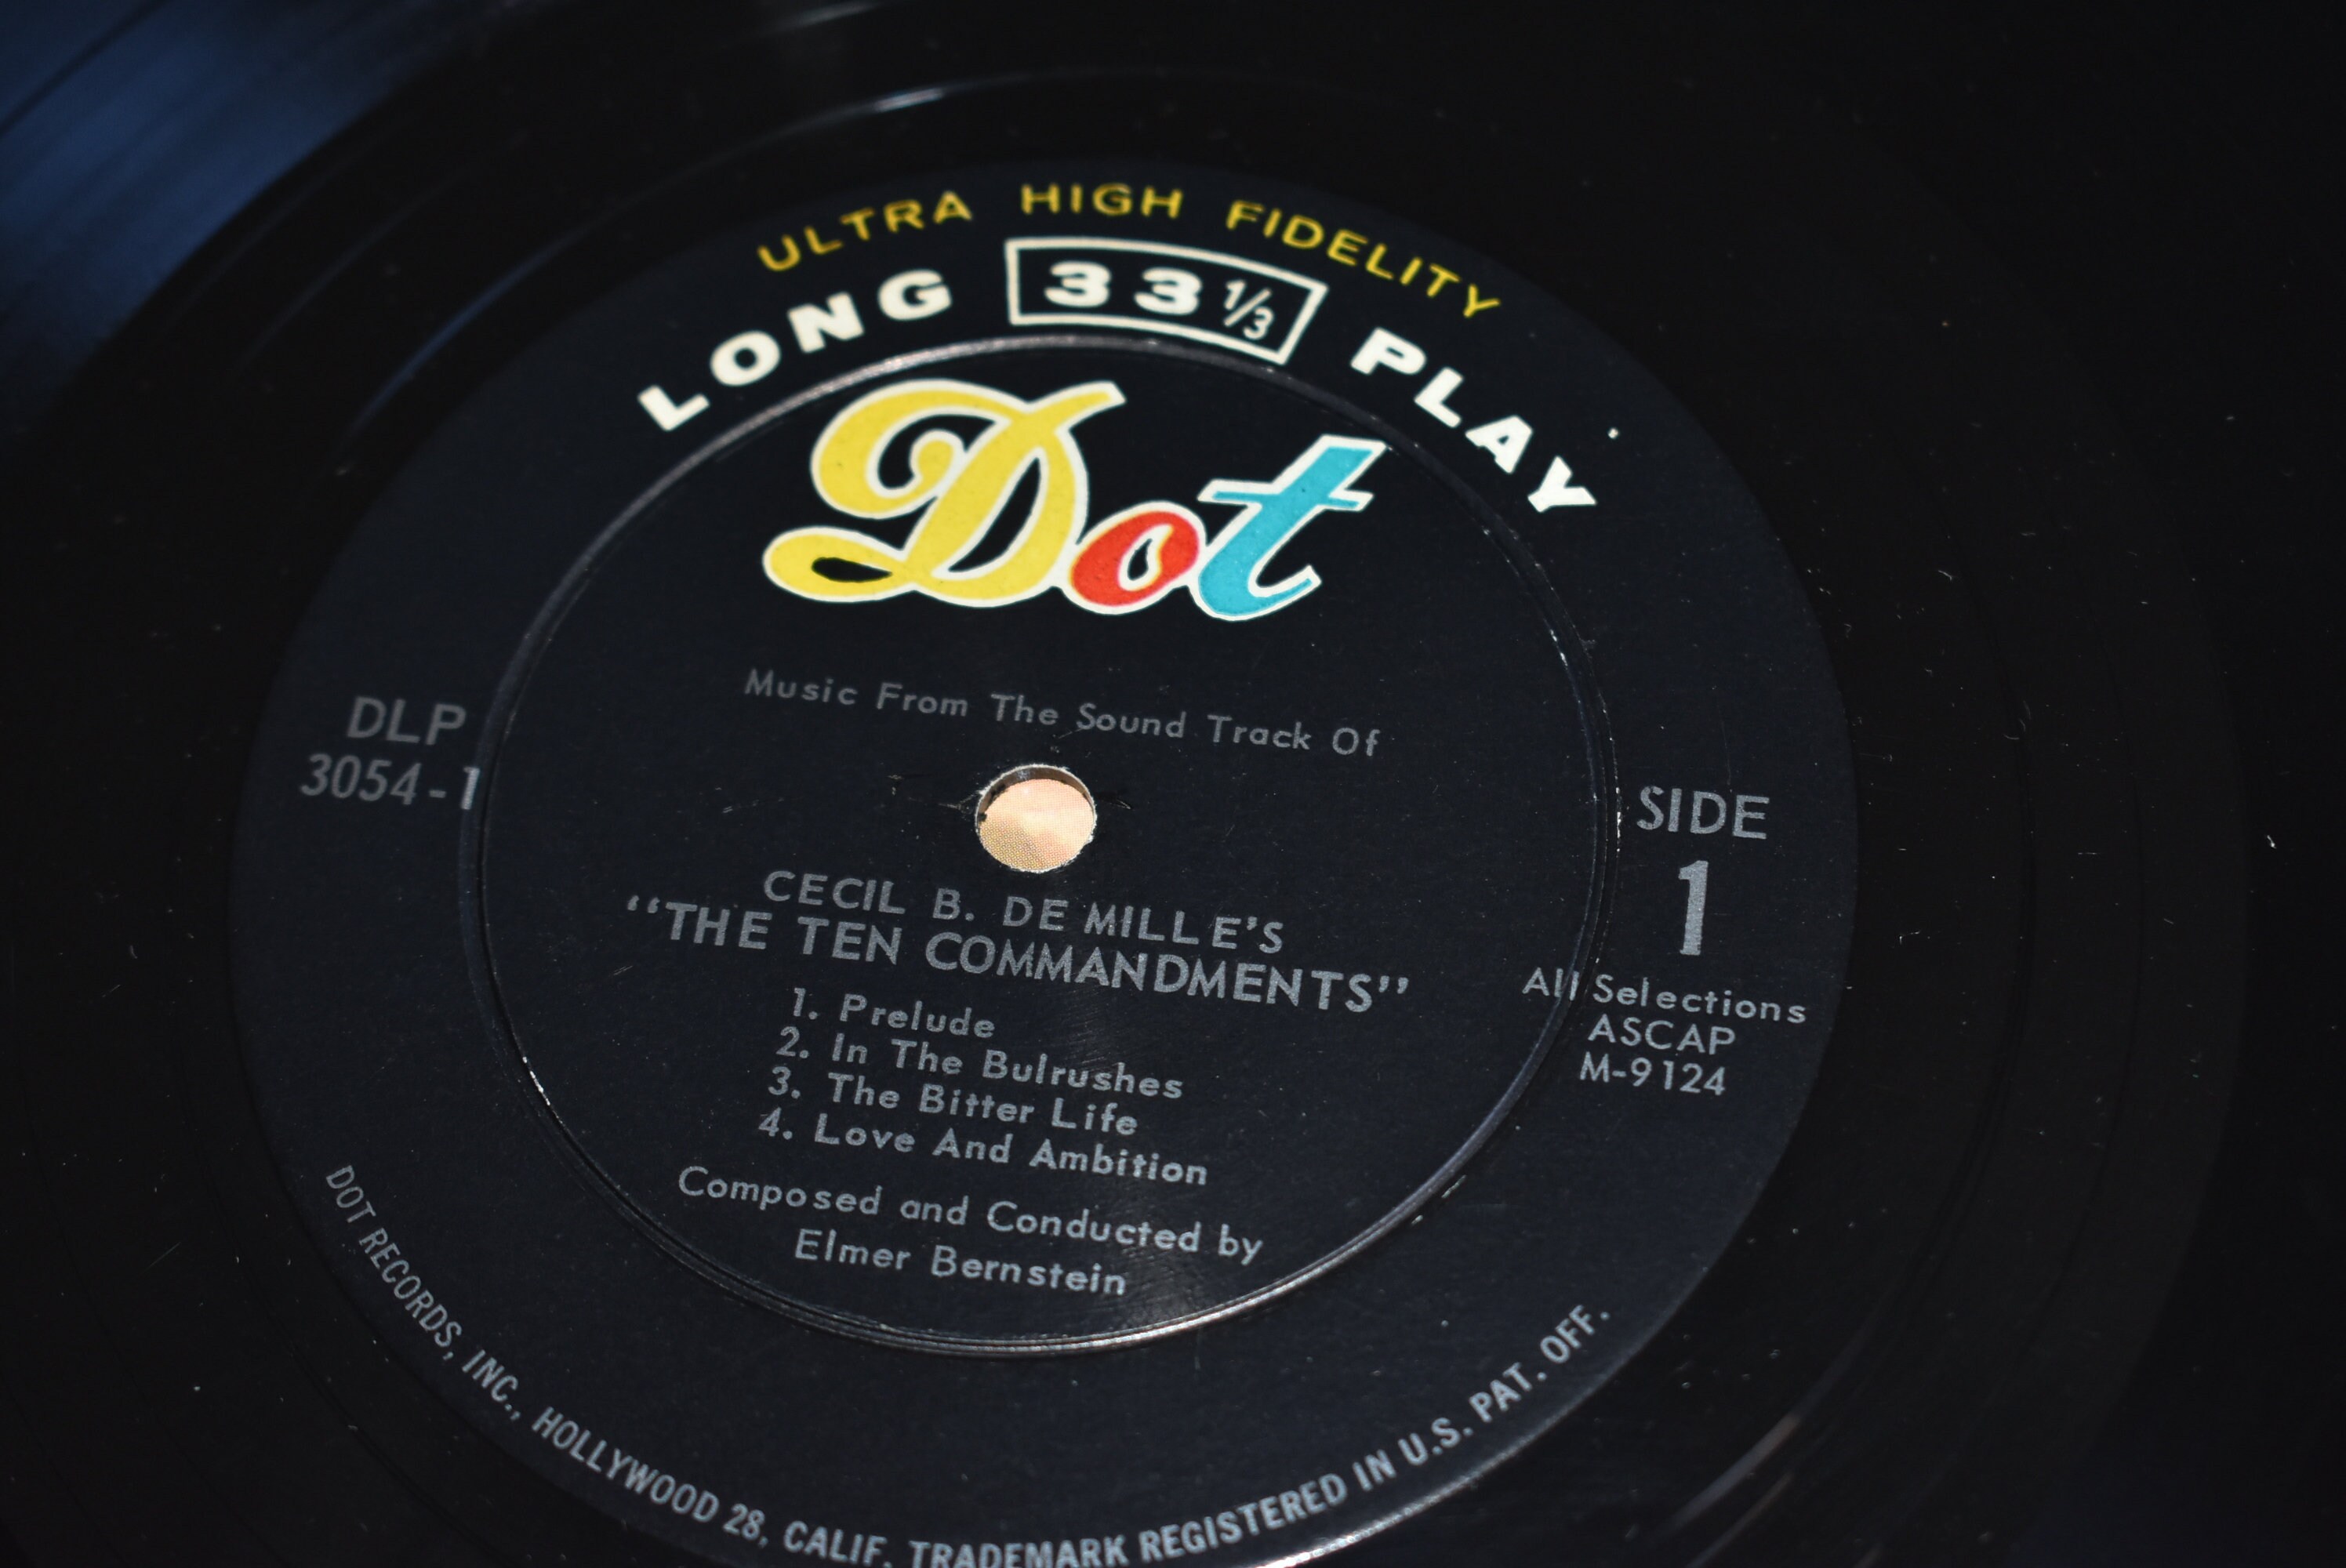 ULTRA HIGH FIDELITY
LONG 33⅓ PLAY
Dot
Music From The Sound Track Of
DLP
3054-1
SIDE
1
All Selections
ASCAP
M-9124
CECIL B. DE MILLE'S
"THE TEN COMMANDMENTS"
1. Prelude
2. In The Bulrushes
3. The Bitter Life
4. Love And Ambition
Composed and Conducted by
Elmer Bernstein
DOT RECORDS, INC., HOLLYWOOD 28, CALIF. TRADEMARK REGISTERED IN U.S. PAT. OFF.